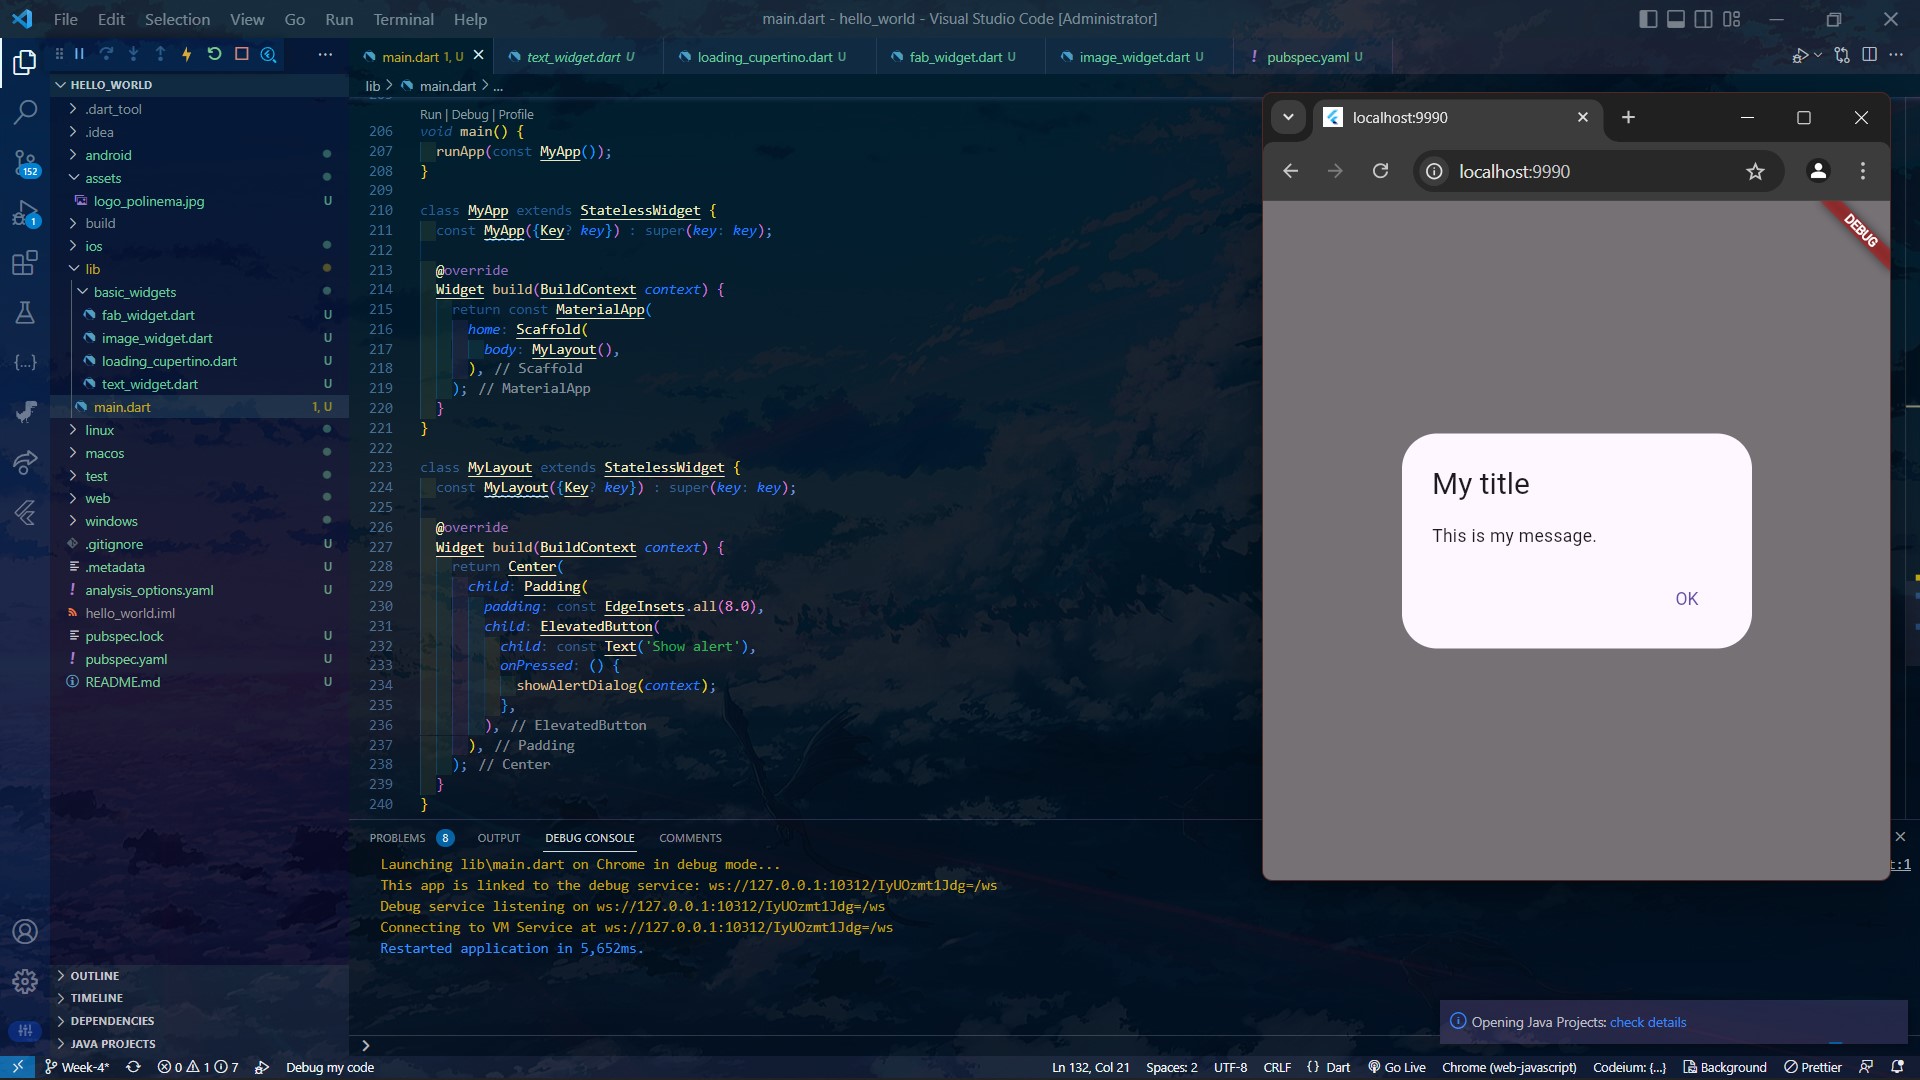 File Edit Selection View Go Run Terminal Help
main.dart - hello_world - Visual Studio Code [Administrator]
main.dart 1, U
text_widget.dart U
loading_cupertino.dart U
fab_widget.dart U
image_widget.dart U
! pubspec.yaml U
lib > main.dart > ...
152
1
HELLO_WORLD
.dart_tool
.idea
android
assets
logo_polinema.jpg U
build
ios
lib
basic_widgets
fab_widget.dart U
image_widget.dart U
loading_cupertino.dart U
text_widget.dart U
main.dart 1, U
linux
macos
test
web
windows
.gitignore U
.metadata U
! analysis_options.yaml U
hello_world.iml
pubspec.lock U
! pubspec.yaml U
README.md U
OUTLINE
TIMELINE
DEPENDENCIES
JAVA PROJECTS
Run | Debug | Profile
206 void main() {
207 runApp(const MyApp());
208 }
209
210 class MyApp extends StatelessWidget {
211 const MyApp({Key? key}) : super(key: key);
212
213 @override
214 Widget build(BuildContext context) {
215 return const MaterialApp(
216 home: Scaffold(
217 body: MyLayout(),
218 ), // Scaffold
219 ); // MaterialApp
220 }
221 }
222
223 class MyLayout extends StatelessWidget {
224 const MyLayout({Key? key}) : super(key: key);
225
226 @override
227 Widget build(BuildContext context) {
228 return Center(
229 child: Padding(
230 padding: const EdgeInsets.all(8.0),
231 child: ElevatedButton(
232 child: const Text('Show alert'),
233 onPressed: () {
234 showAlertDialog(context);
235 },
236 ), // ElevatedButton
237 ), // Padding
238 ); // Center
239 }
240 }
PROBLEMS 8 OUTPUT DEBUG CONSOLE COMMENTS
Launching lib\main.dart on Chrome in debug mode...
This app is linked to the debug service: ws://127.0.0.1:10312/IyUOzmt1Jdg=/ws
Debug service listening on ws://127.0.0.1:10312/IyUOzmt1Jdg=/ws
Connecting to VM Service at ws://127.0.0.1:10312/IyUOzmt1Jdg=/ws
Restarted application in 5,652ms.
t:1
localhost:9990
localhost:9990
DEBUG
My title
This is my message.
OK
Opening Java Projects: check details
Week-4* 0 1 7 Debug my code
Ln 132, Col 21 Spaces: 2 UTF-8 CRLF {} Dart Go Live Chrome (web-javascript) Codeium: {...} Background Prettier